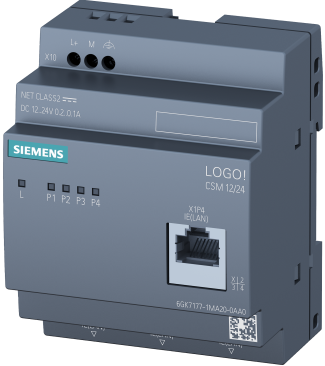 L+ M
X10
NET CLASS2
DC 12..24V 0.2..0.1A
SIEMENS
LOGO!
CSM 12/24
L P1 P2 P3 P4
X1P4
IE(LAN)
X1 2
3 4
6GK7177-1MA20-0AA0